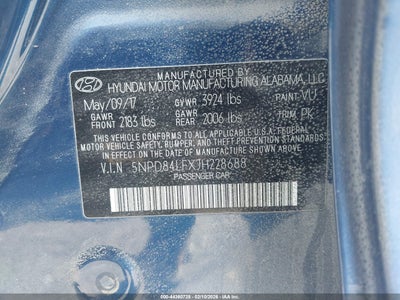 MANUFACTURED BY
HYUNDAI MOTOR MANUFACTURING ALABAMA, LLC
May/09/17 GVWR 3924 lbs PAINT VU
GAWR FRONT 2183 lbs GAWR REAR 2006 lbs TRIM PK
THIS VEHICLE CONFORMS TO ALL APPLICABLE U.S.A. FEDERAL
MOTOR VEHICLE SAFETY, BUMPER, AND THEFT PREVENTION
STANDARDS IN EFFECT ON THE DATE OF MANUFACTURE SHOWN ABOVE.
V.I.N 5NPD84LFXJH228688
PASSENGER CAR